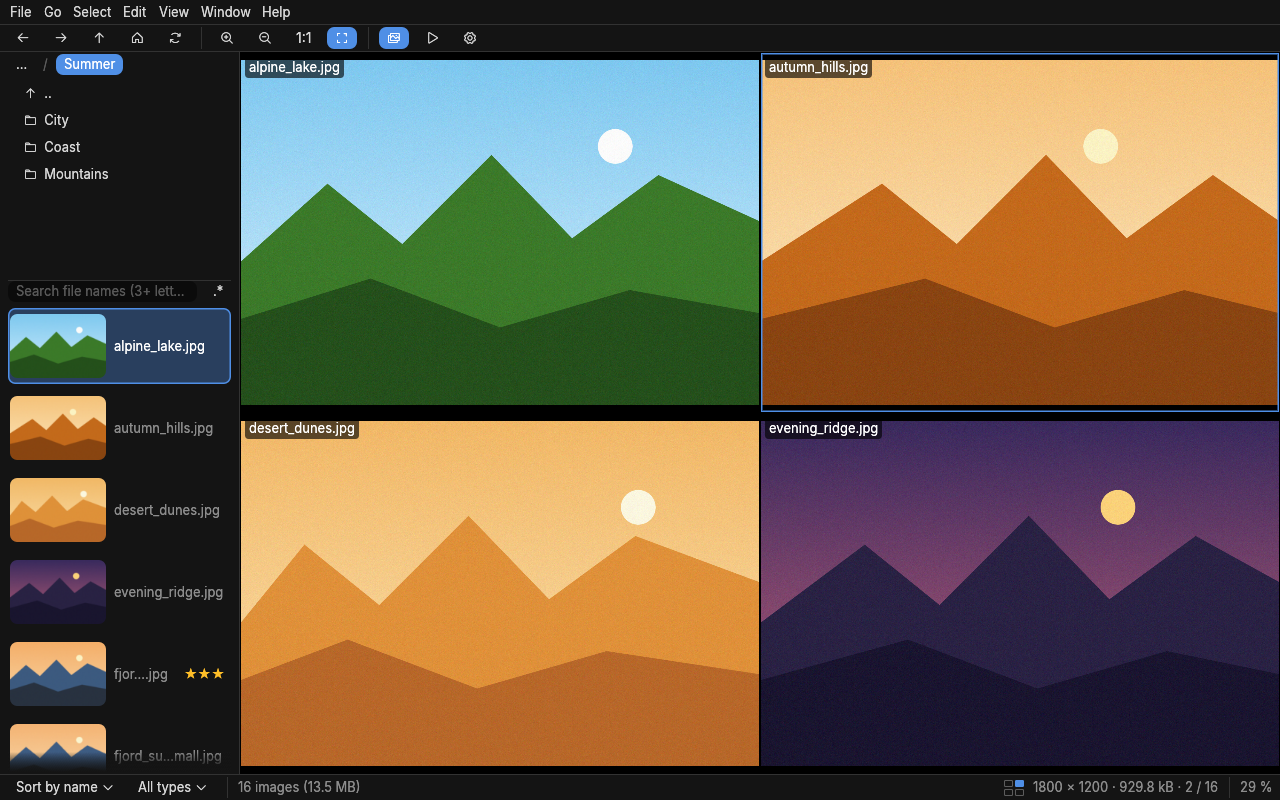 File Go Select Edit View Window Help
1:1
... / Summer
..
City
Coast
Mountains
Search file names (3+ lett... .*
alpine_lake.jpg
autumn_hills.jpg
desert_dunes.jpg
evening_ridge.jpg
fjor....jpg ★★★
fjord_su...mall.jpg
alpine_lake.jpg
autumn_hills.jpg
desert_dunes.jpg
evening_ridge.jpg
Sort by name All types 16 images (13.5 MB) 1800 × 1200 · 929.8 kB · 2 / 16 29 %